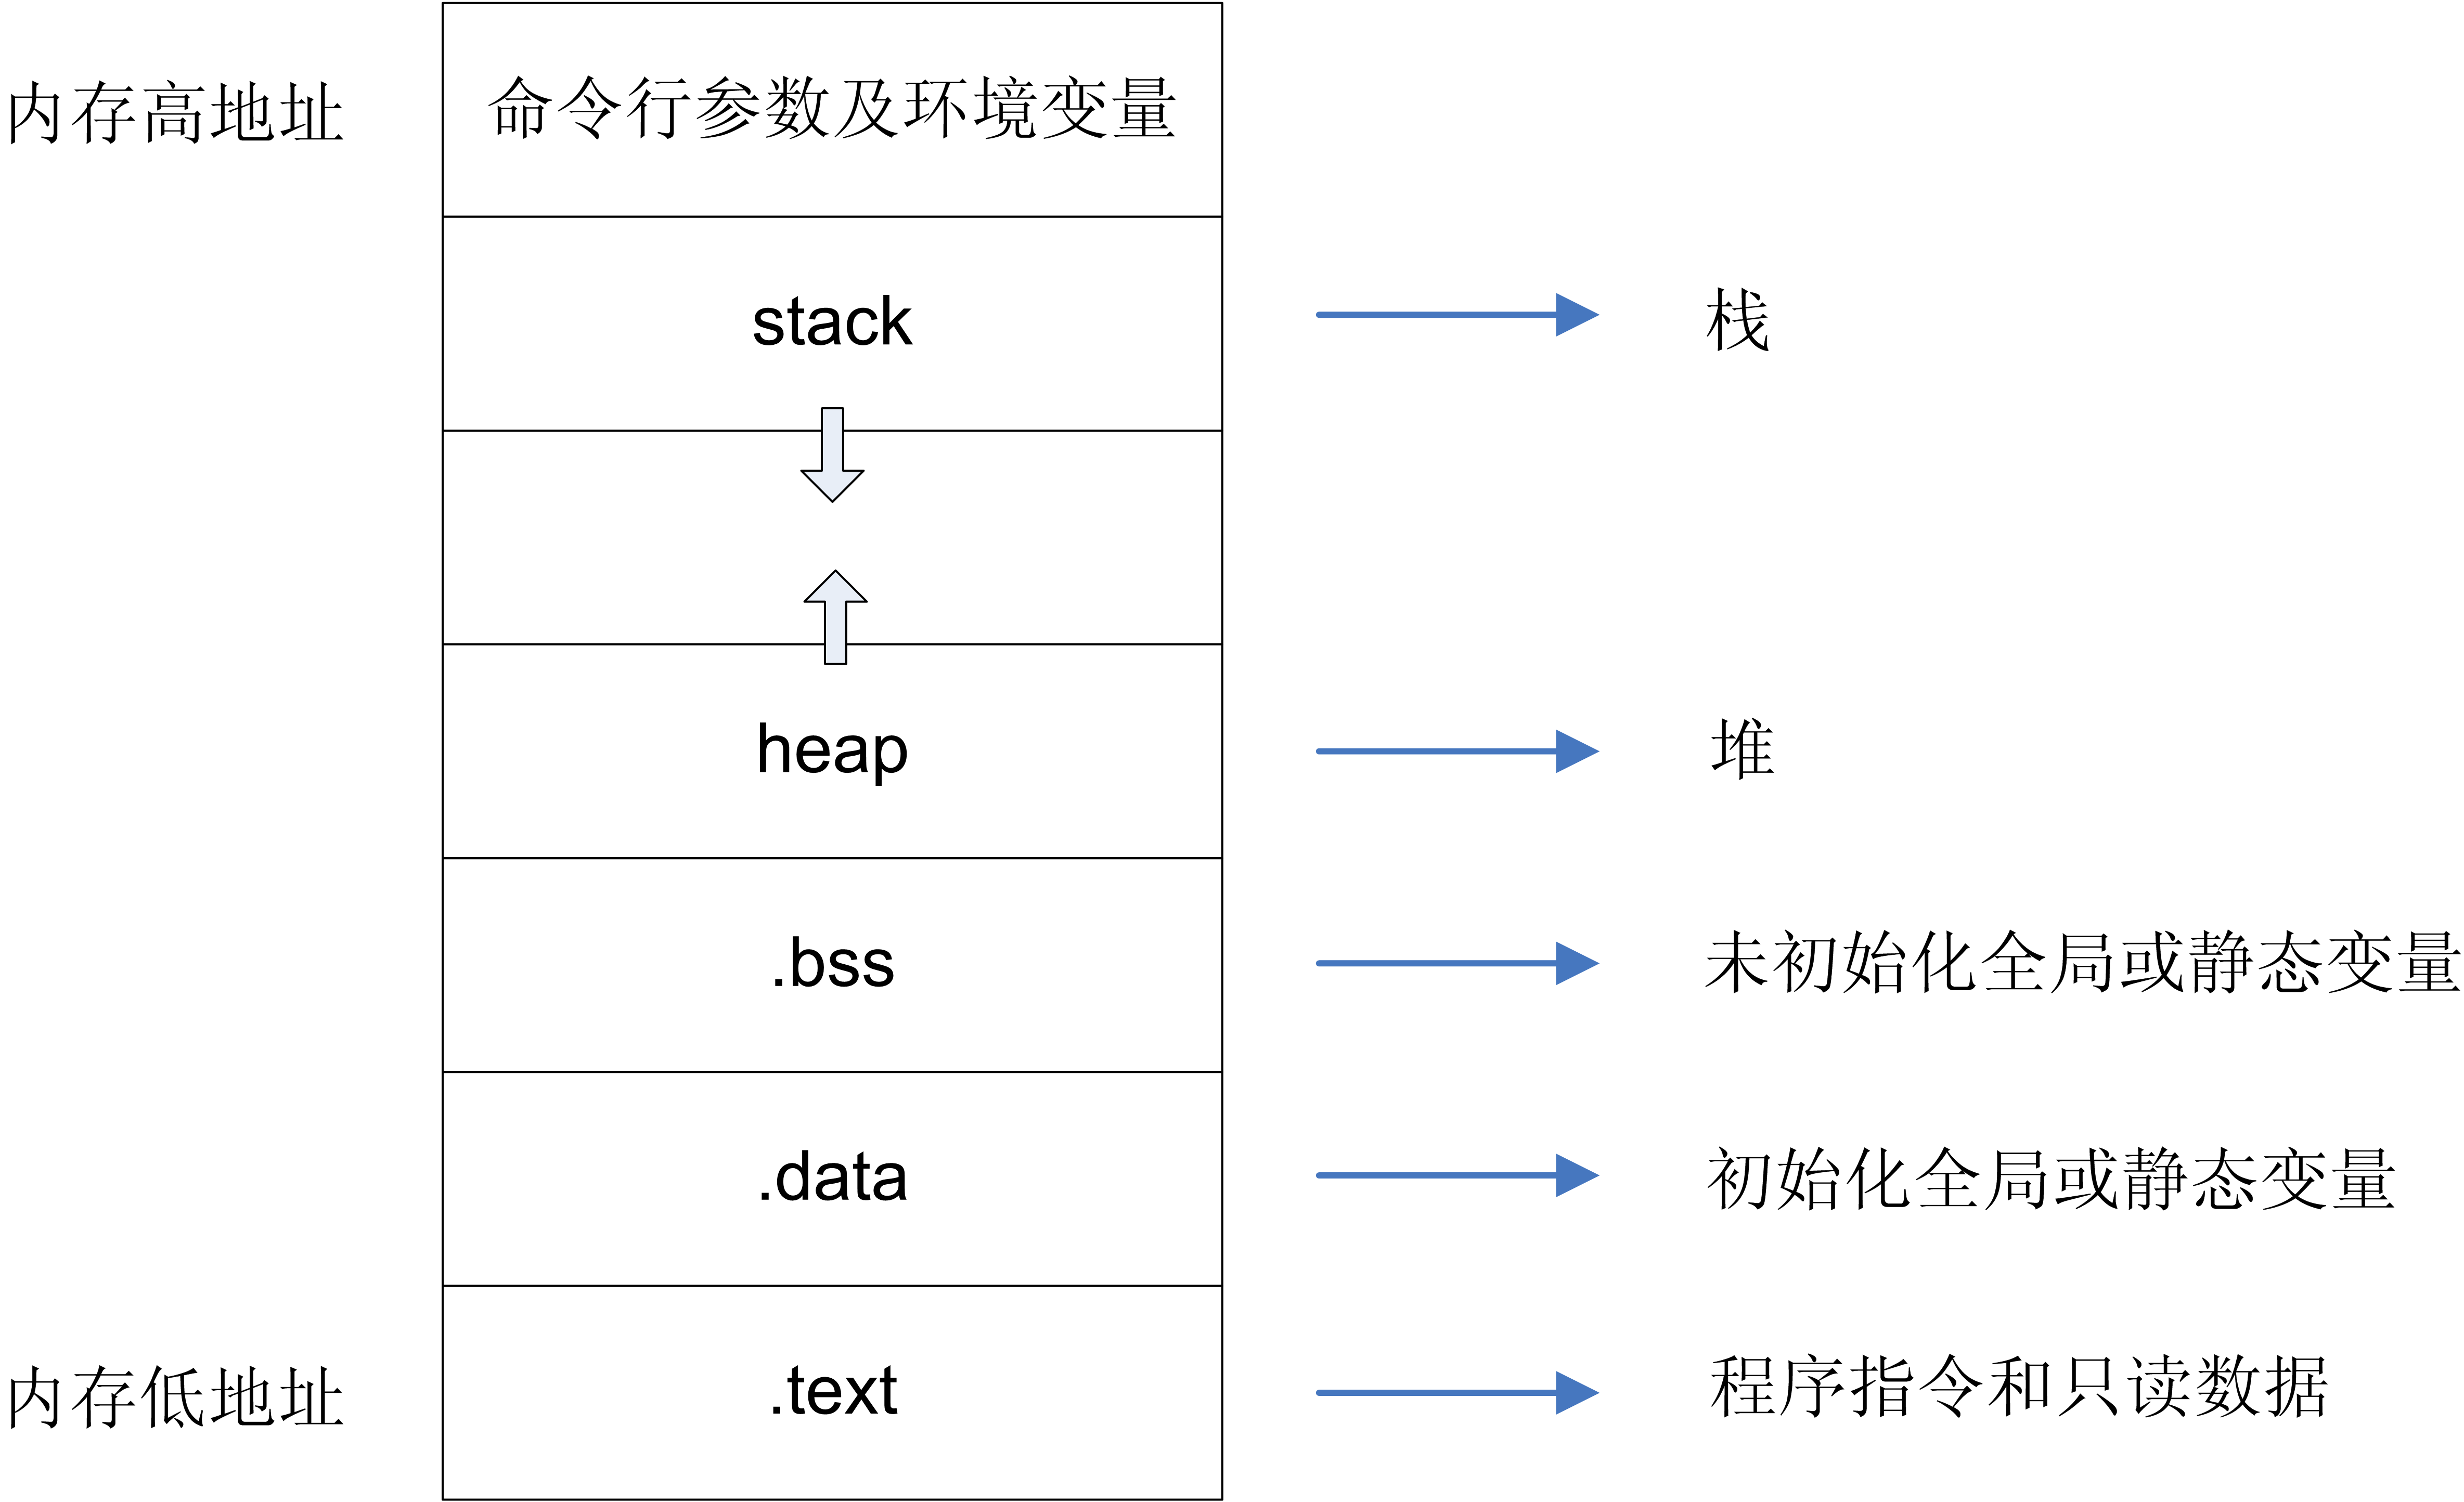 内存高地址
命令行参数及环境变量
stack
栈
heap
堆
.bss
未初始化全局或静态变量
.data
初始化全局或静态变量
内存低地址
.text
程序指令和只读数据